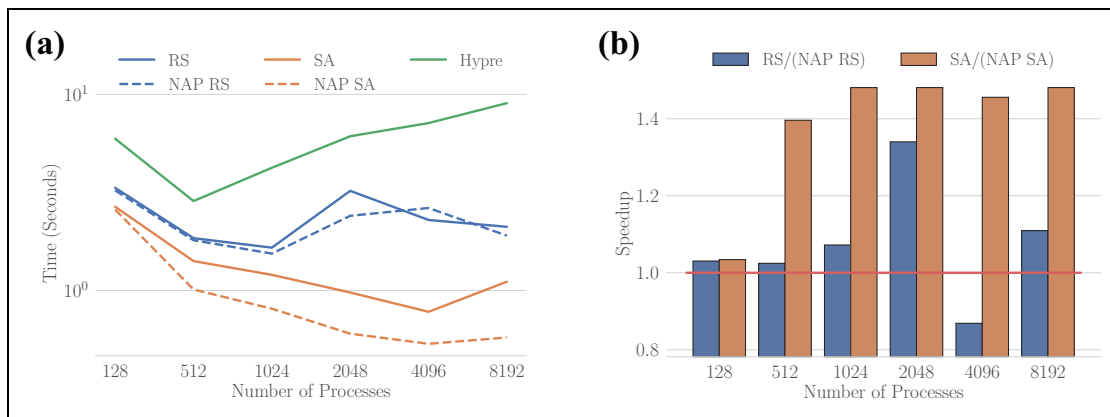 (a)
RS SA Hypre
NAP RS NAP SA
10^1
10^0
Time (Seconds)
128 512 1024 2048 4096 8192
Number of Processes
(b)
RS/(NAP RS) SA/(NAP SA)
1.4
1.2
1.0
0.8
Speedup
128 512 1024 2048 4096 8192
Number of Processes